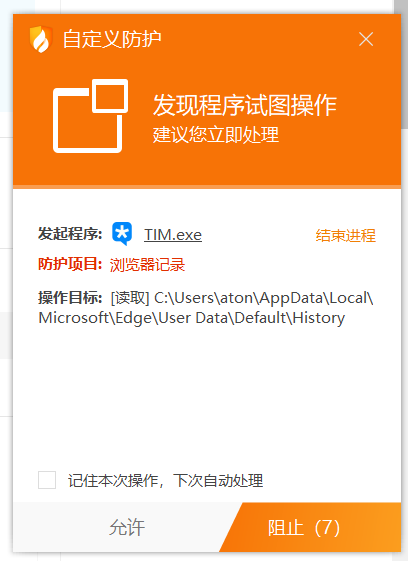 自定义防护
发现程序试图操作
建议您立即处理
发起程序: TIM.exe 结束进程
防护项目: 浏览器记录
操作目标: [读取] C:\Users\aton\AppData\Local\
Microsoft\Edge\User Data\Default\History
记住本次操作，下次自动处理
允许 阻止（7）